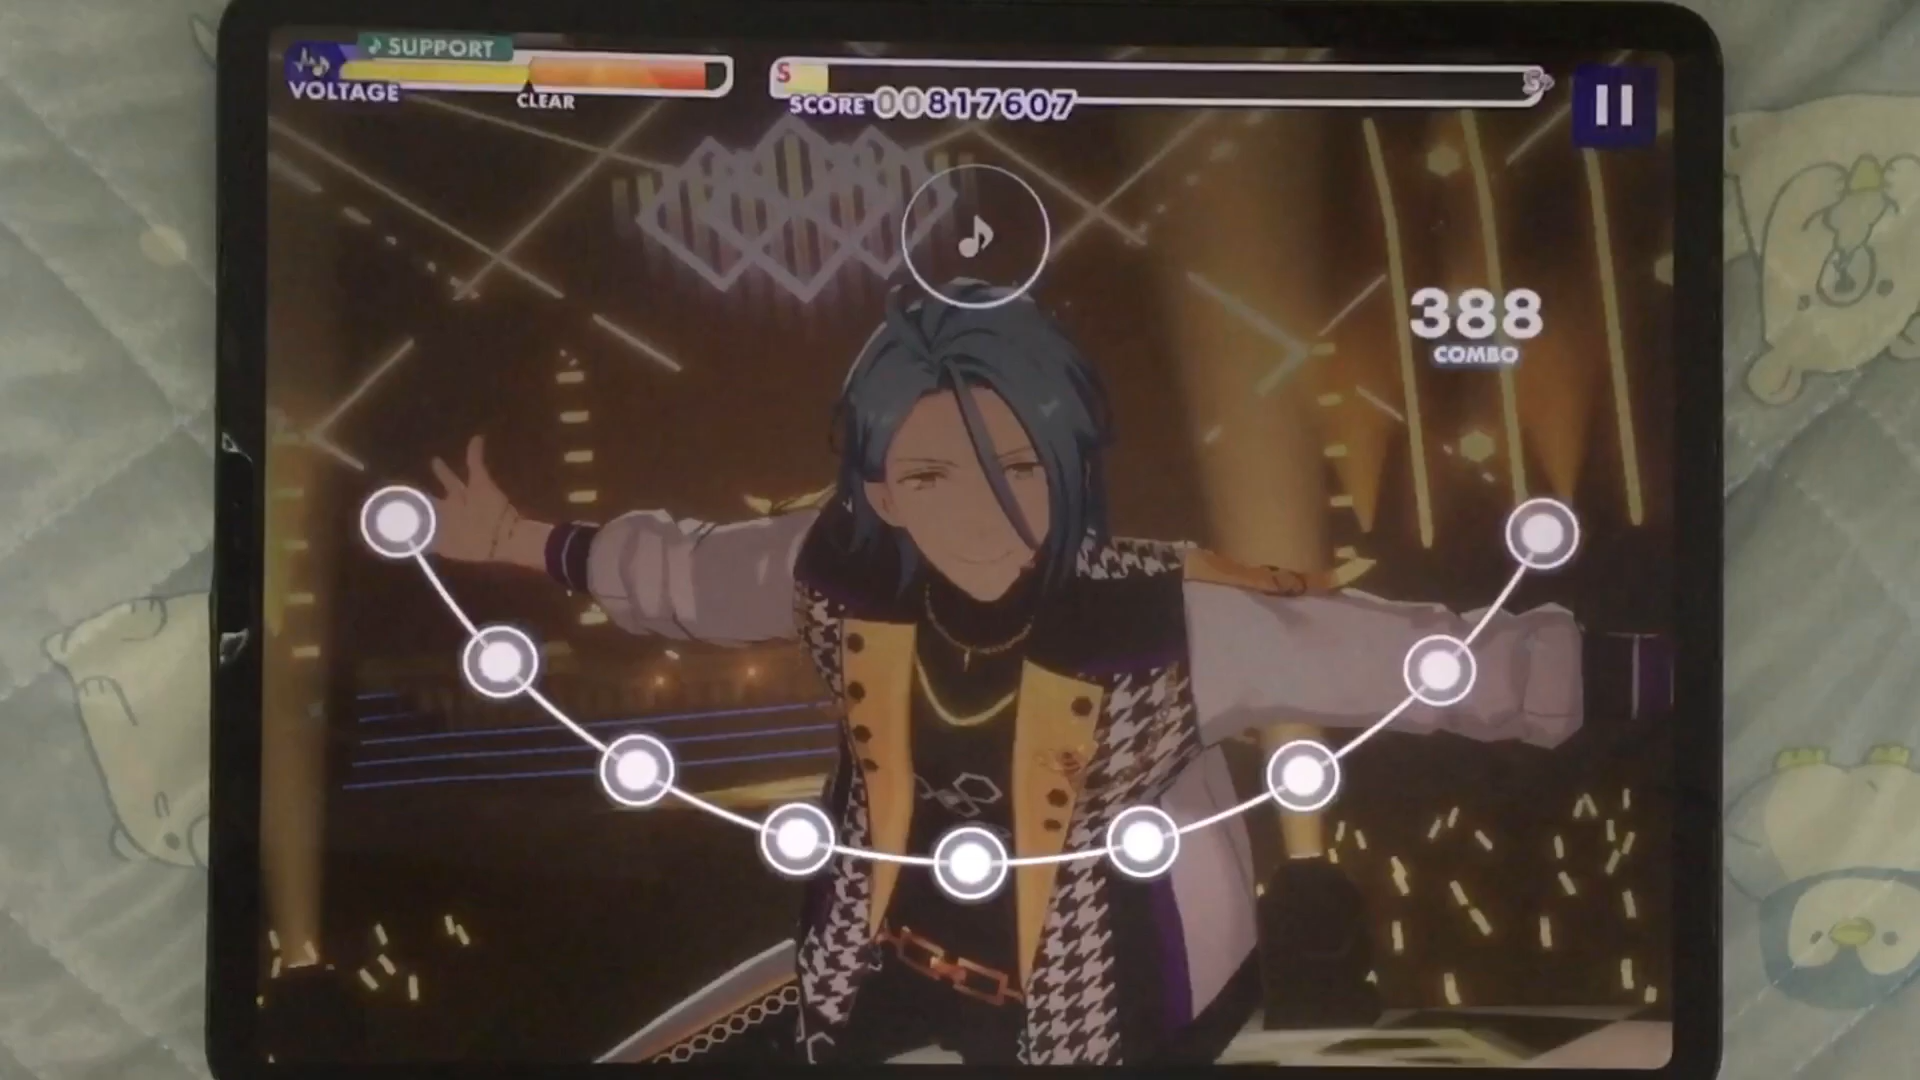 SUPPORT
VOLTAGE
CLEAR
S
SCORE 00817607
S+
388
COMBO